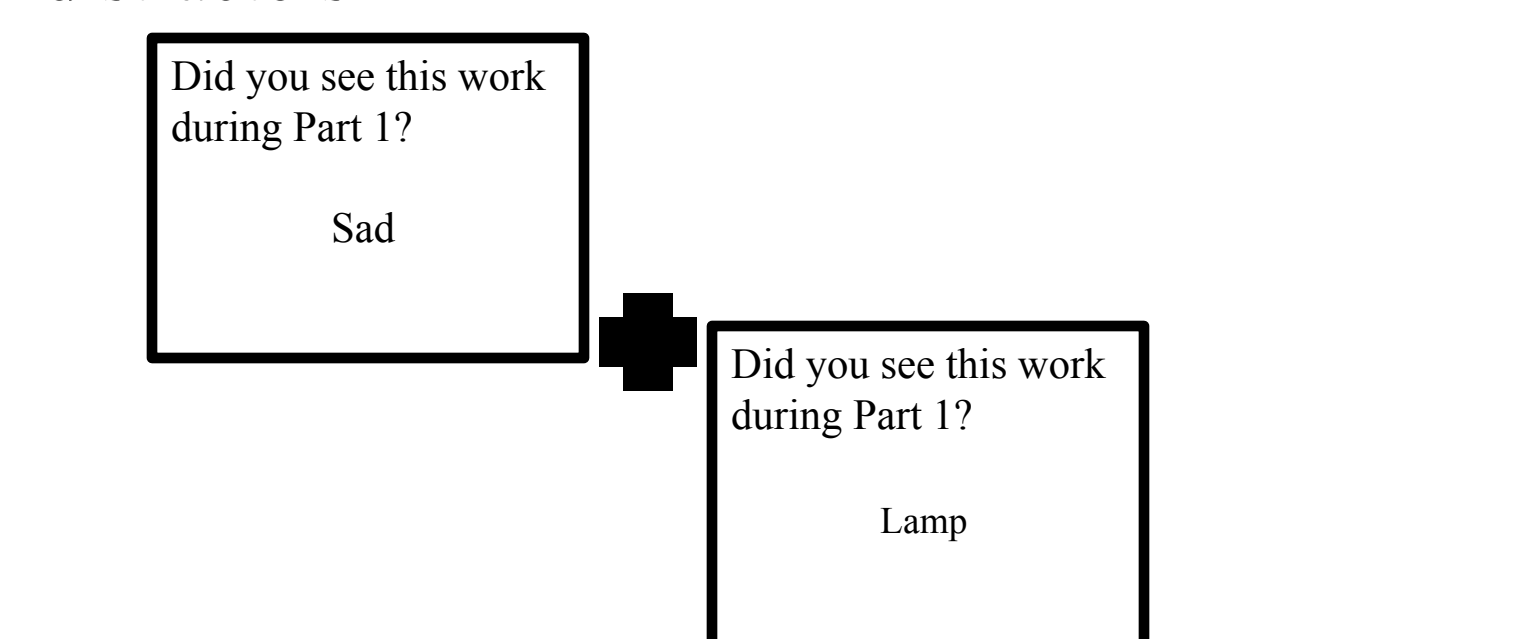 Did you see this work
during Part 1?
Sad
Did you see this work
during Part 1?
Lamp